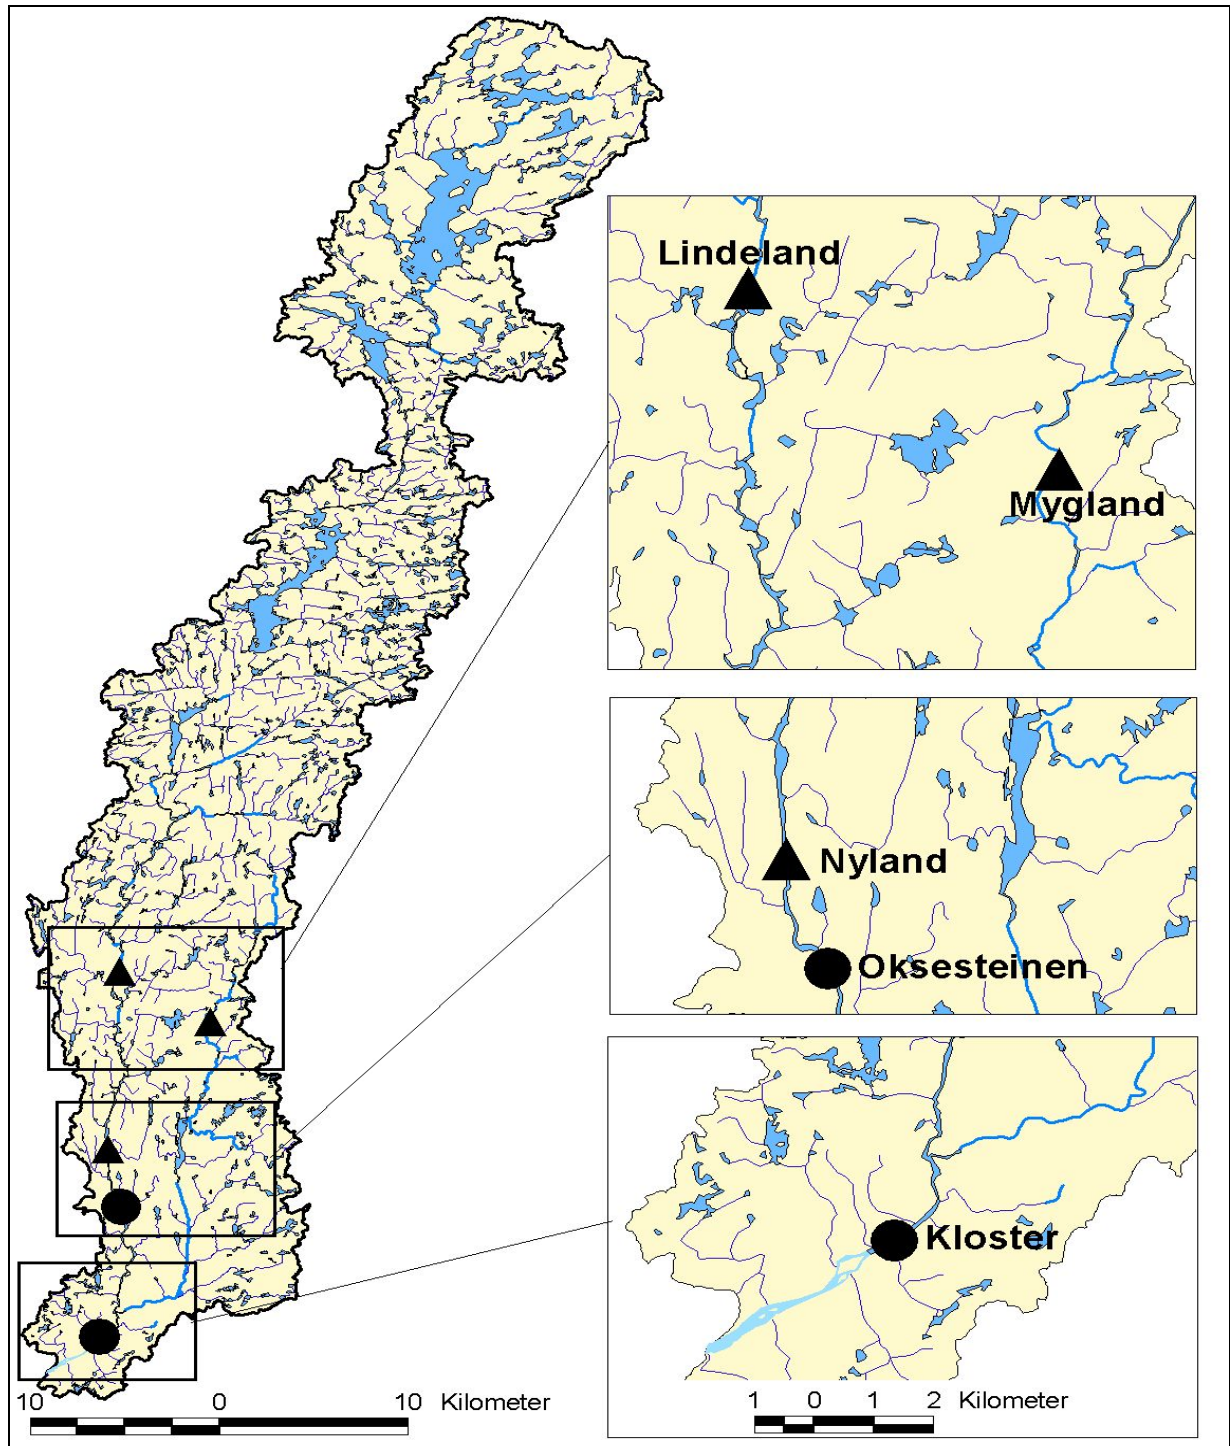 Lindeland
Mygland
Nyland
Oksesteinen
Kloster
10 0 10 Kilometer
1 0 1 2 Kilometer